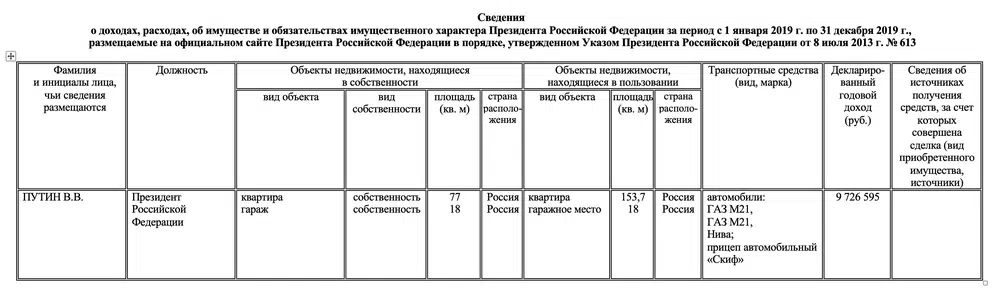 Сведения
о доходах, расходах, об имуществе и обязательствах имущественного характера Президента Российской Федерации за период с 1 января 2019 г. по 31 декабря 2019 г.,
размещаемые на официальном сайте Президента Российской Федерации в порядке, утвержденном Указом Президента Российской Федерации от 8 июля 2013 г. № 613
Фамилия
и инициалы лица,
чьи сведения
размещаются
Должность
Объекты недвижимости, находящиеся
в собственности
вид объекта
вид
собственности
площадь
(кв. м)
страна
располо-
жения
Объекты недвижимости,
находящиеся в пользовании
вид объекта
площадь
(кв. м)
страна
располо-
жения
Транспортные средства
(вид, марка)
Деклариро-
ванный
годовой
доход
(руб.)
Сведения об
источниках
получения
средств, за счет
которых
совершена
сделка (вид
приобретенного
имущества,
источники)
ПУТИН В.В.
Президент
Российской
Федерации
квартира
гараж
собственность
собственность
77
18
Россия
Россия
квартира
гаражное место
153,7
18
Россия
Россия
автомобили:
ГАЗ М21,
ГАЗ М21,
Нива;
прицеп автомобильный
«Скиф»
9 726 595